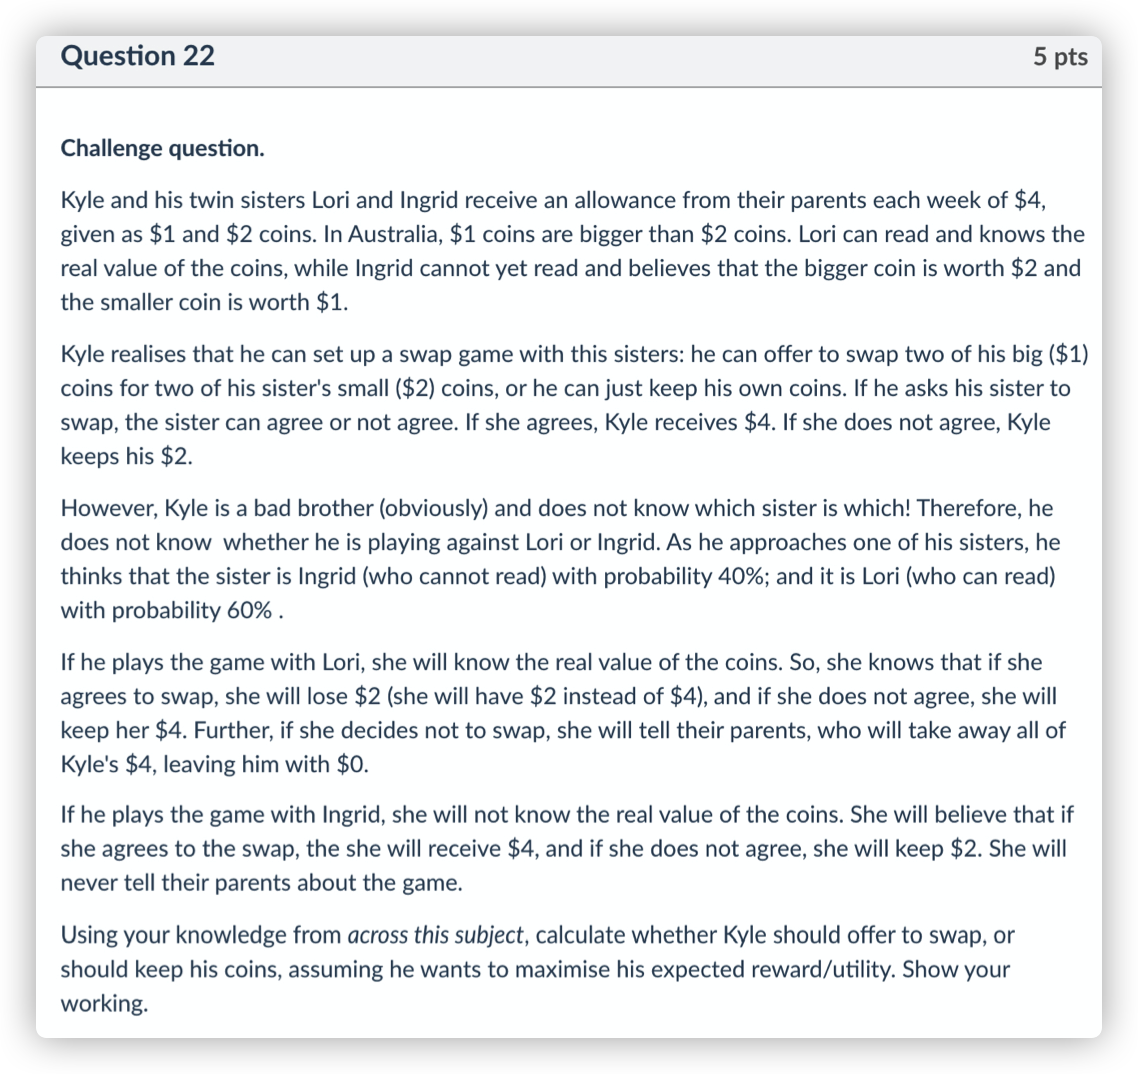 Question 22
5 pts
Challenge question.
Kyle and his twin sisters Lori and Ingrid receive an allowance from their parents each week of $4,
given as $1 and $2 coins. In Australia, $1 coins are bigger than $2 coins. Lori can read and knows the
real value of the coins, while Ingrid cannot yet read and believes that the bigger coin is worth $2 and
the smaller coin is worth $1.
Kyle realises that he can set up a swap game with this sisters: he can offer to swap two of his big ($1)
coins for two of his sister's small ($2) coins, or he can just keep his own coins. If he asks his sister to
swap, the sister can agree or not agree. If she agrees, Kyle receives $4. If she does not agree, Kyle
keeps his $2.
However, Kyle is a bad brother (obviously) and does not know which sister is which! Therefore, he
does not know whether he is playing against Lori or Ingrid. As he approaches one of his sisters, he
thinks that the sister is Ingrid (who cannot read) with probability 40%; and it is Lori (who can read)
with probability 60% .
If he plays the game with Lori, she will know the real value of the coins. So, she knows that if she
agrees to swap, she will lose $2 (she will have $2 instead of $4), and if she does not agree, she will
keep her $4. Further, if she decides not to swap, she will tell their parents, who will take away all of
Kyle's $4, leaving him with $0.
If he plays the game with Ingrid, she will not know the real value of the coins. She will believe that if
she agrees to the swap, the she will receive $4, and if she does not agree, she will keep $2. She will
never tell their parents about the game.
Using your knowledge from across this subject, calculate whether Kyle should offer to swap, or
should keep his coins, assuming he wants to maximise his expected reward/utility. Show your
working.